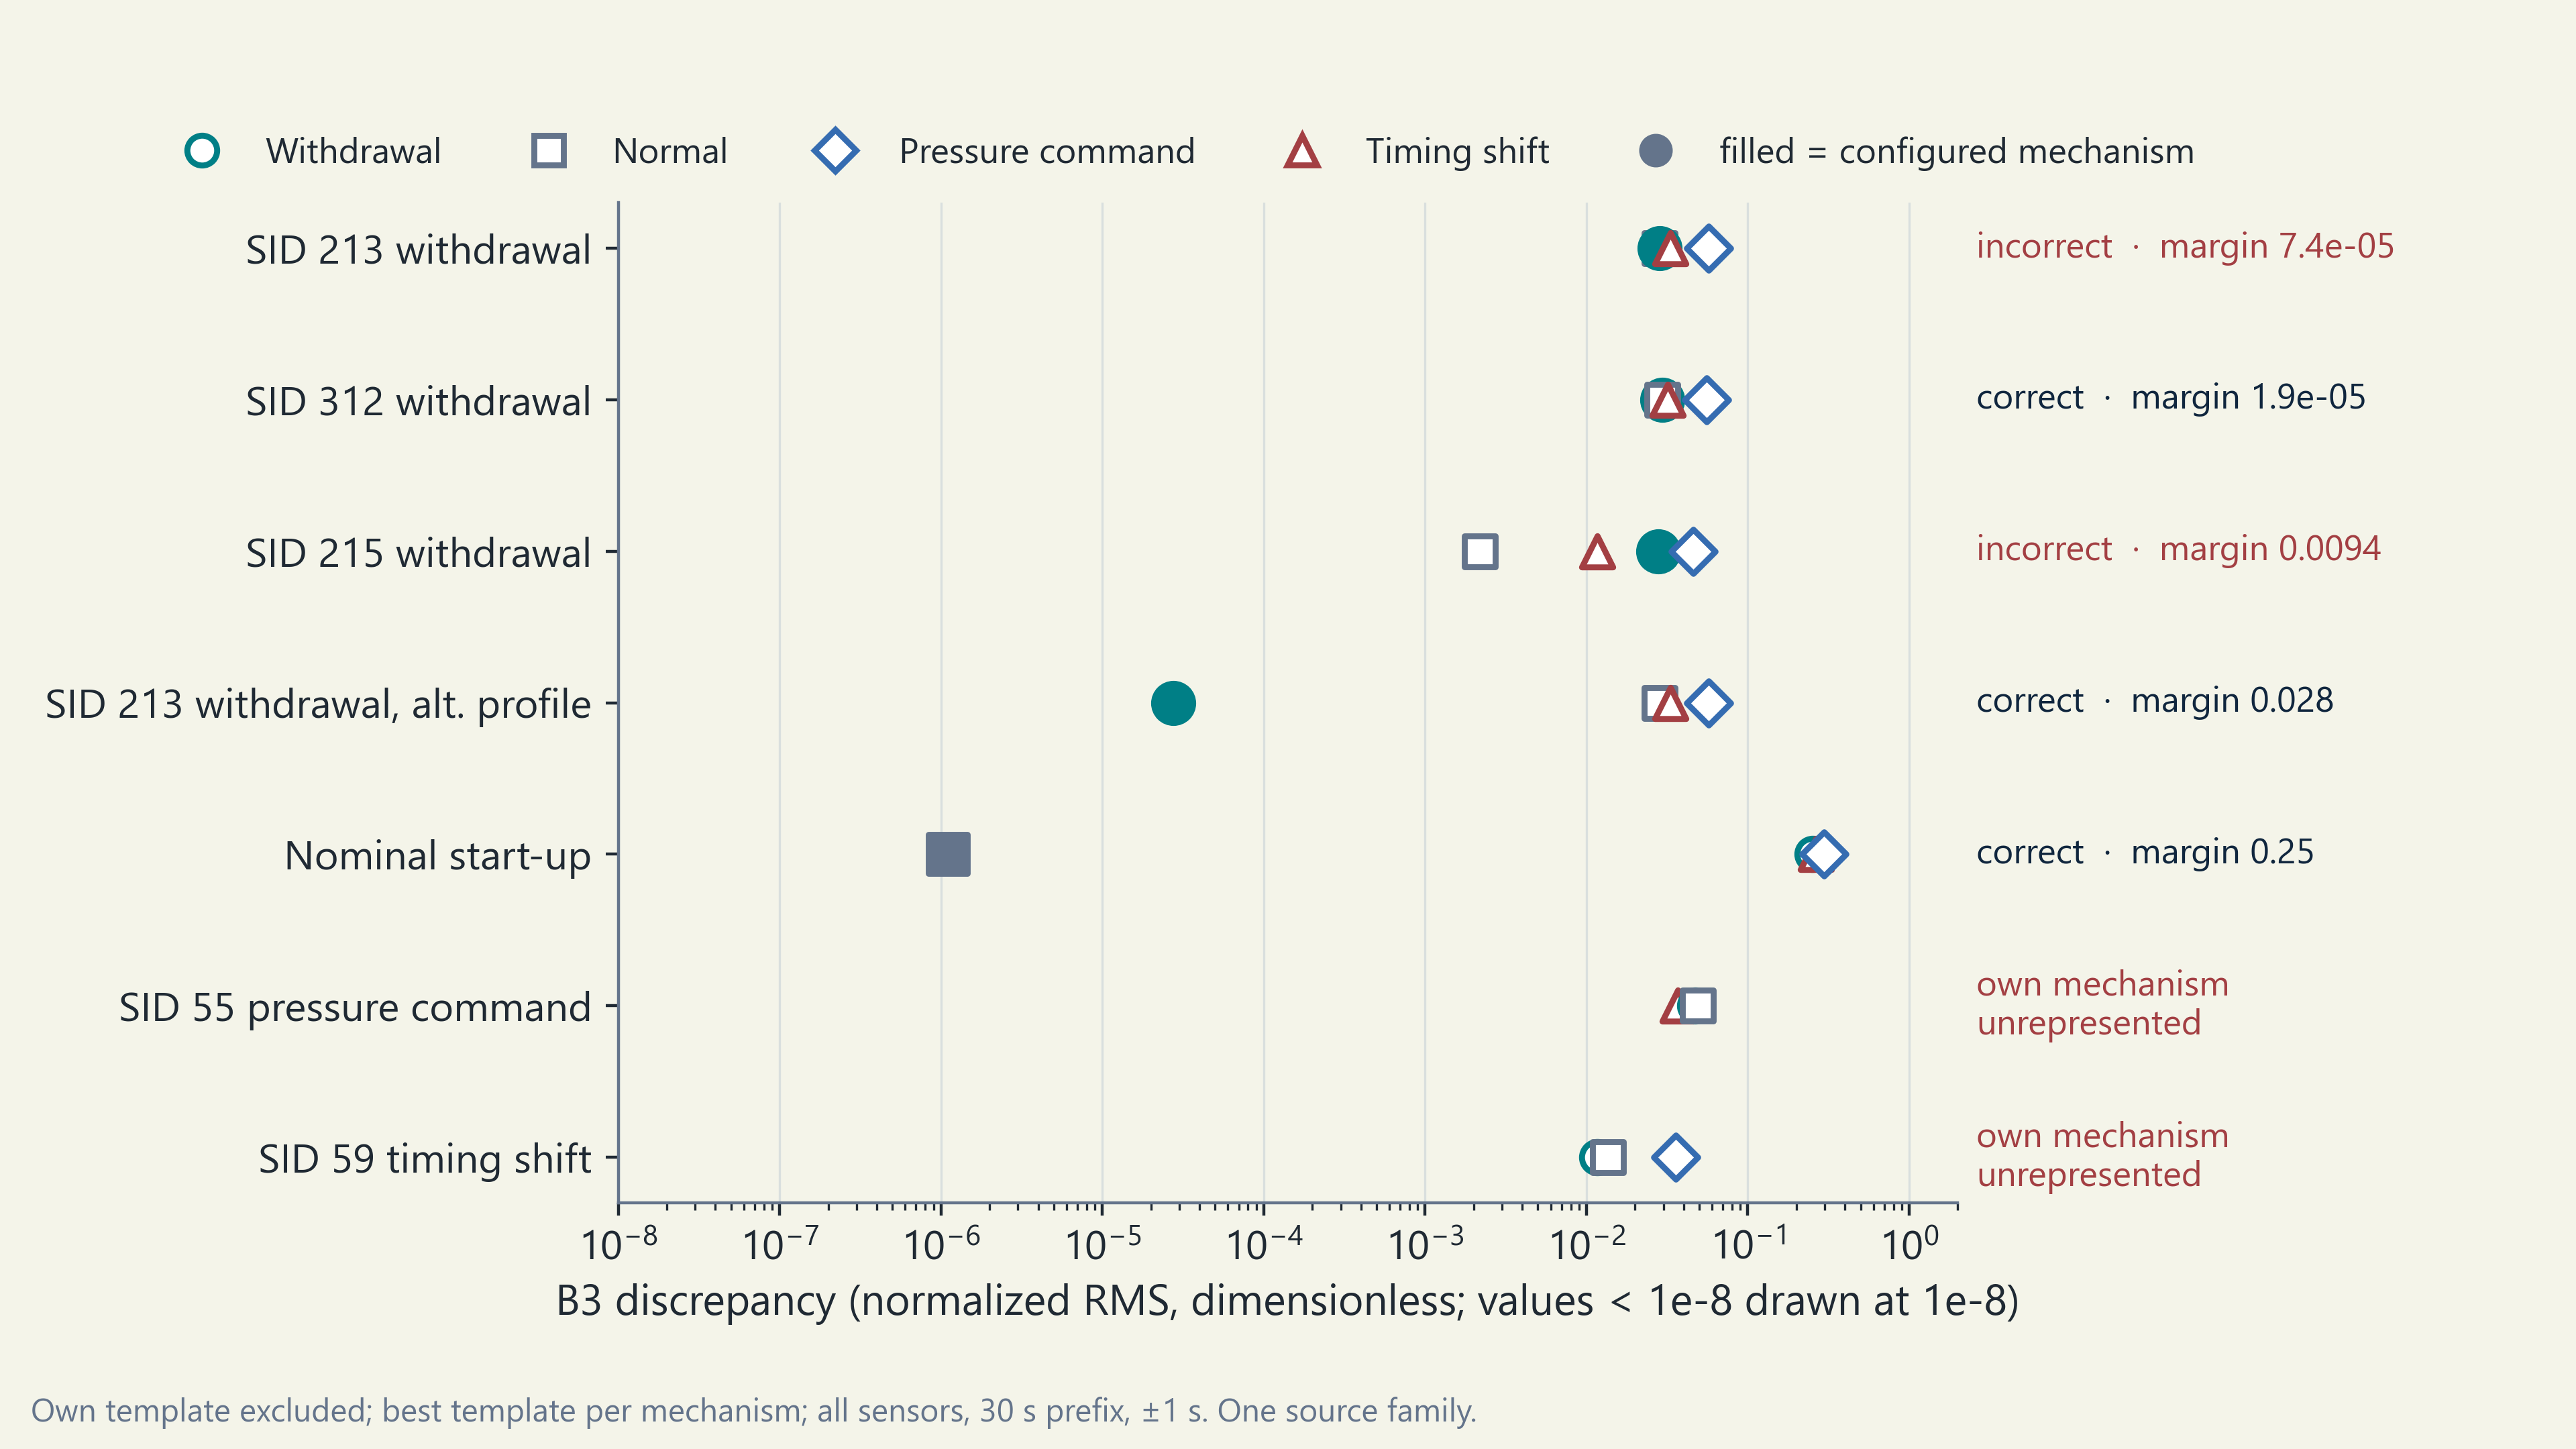 Withdrawal Normal Pressure command Timing shift filled = configured mechanism
SID 213 withdrawal incorrect · margin 7.4e-05
SID 312 withdrawal correct · margin 1.9e-05
SID 215 withdrawal incorrect · margin 0.0094
SID 213 withdrawal, alt. profile correct · margin 0.028
Nominal start-up correct · margin 0.25
SID 55 pressure command own mechanism
unrepresented
SID 59 timing shift own mechanism
unrepresented
10⁻⁸ 10⁻⁷ 10⁻⁶ 10⁻⁵ 10⁻⁴ 10⁻³ 10⁻² 10⁻¹ 10⁰
B3 discrepancy (normalized RMS, dimensionless; values < 1e-8 drawn at 1e-8)
Own template excluded; best template per mechanism; all sensors, 30 s prefix, ±1 s. One source family.